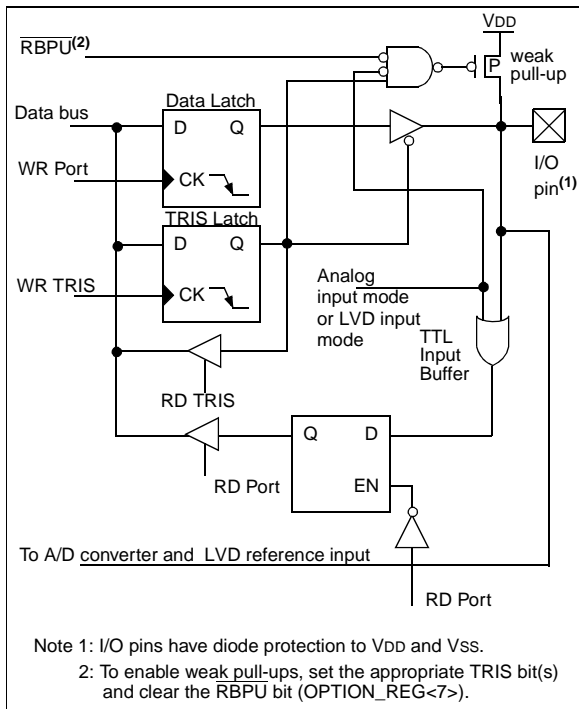 VDD
RBPU(2)
P
weak
pull-up
Data Latch
Data bus
D
Q
I/O
pin(1)
WR Port
CK
TRIS Latch
D
Q
Analog
input mode
or LVD input
mode
WR TRIS
CK
TTL
Input
Buffer
RD TRIS
Q
D
RD Port
EN
To A/D converter and LVD reference input
RD Port
Note 1: I/O pins have diode protection to VDD and VSS.
2: To enable weak pull-ups, set the appropriate TRIS bit(s)
and clear the RBPU bit (OPTION_REG<7>).